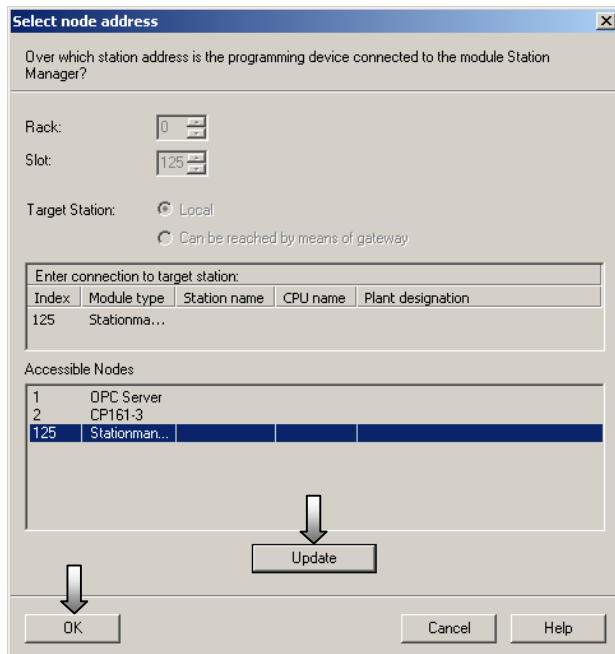 Select node address
Over which station address is the programming device connected to the module Station
Manager?
Rack: 0
Slot: 125
Target Station: Local
Can be reached by means of gateway
Enter connection to target station:
Index Module type Station name CPU name Plant designation
125 Stationma...
Accessible Nodes
1 OPC Server
2 CP161-3
125 Stationman...
Update
OK Cancel Help